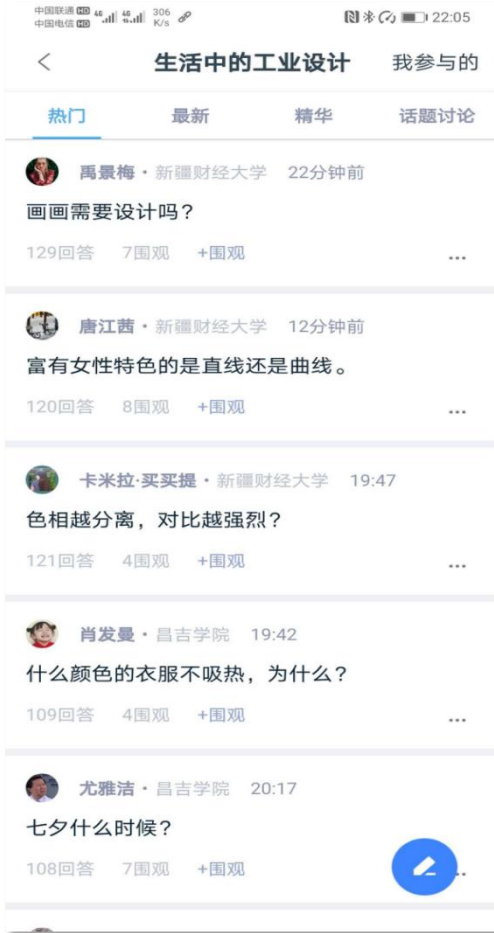 中国联通 HD 4G 4G 306 22:05
中国电信 HD K/s
生活中的工业设计 我参与的
热门 最新 精华 话题讨论
禹景梅·新疆财经大学 22分钟前
画画需要设计吗?
129回答 7围观 +围观
唐江茜·新疆财经大学 12分钟前
富有女性特色的是直线还是曲线。
120回答 8围观 +围观
卡米拉·买买提·新疆财经大学 19:47
色相越分离，对比越强烈?
121回答 4围观 +围观
肖发曼·昌吉学院 19:42
什么颜色的衣服不吸热，为什么?
109回答 4围观 +围观
尤雅洁·昌吉学院 20:17
七夕什么时候?
108回答 7围观 +围观